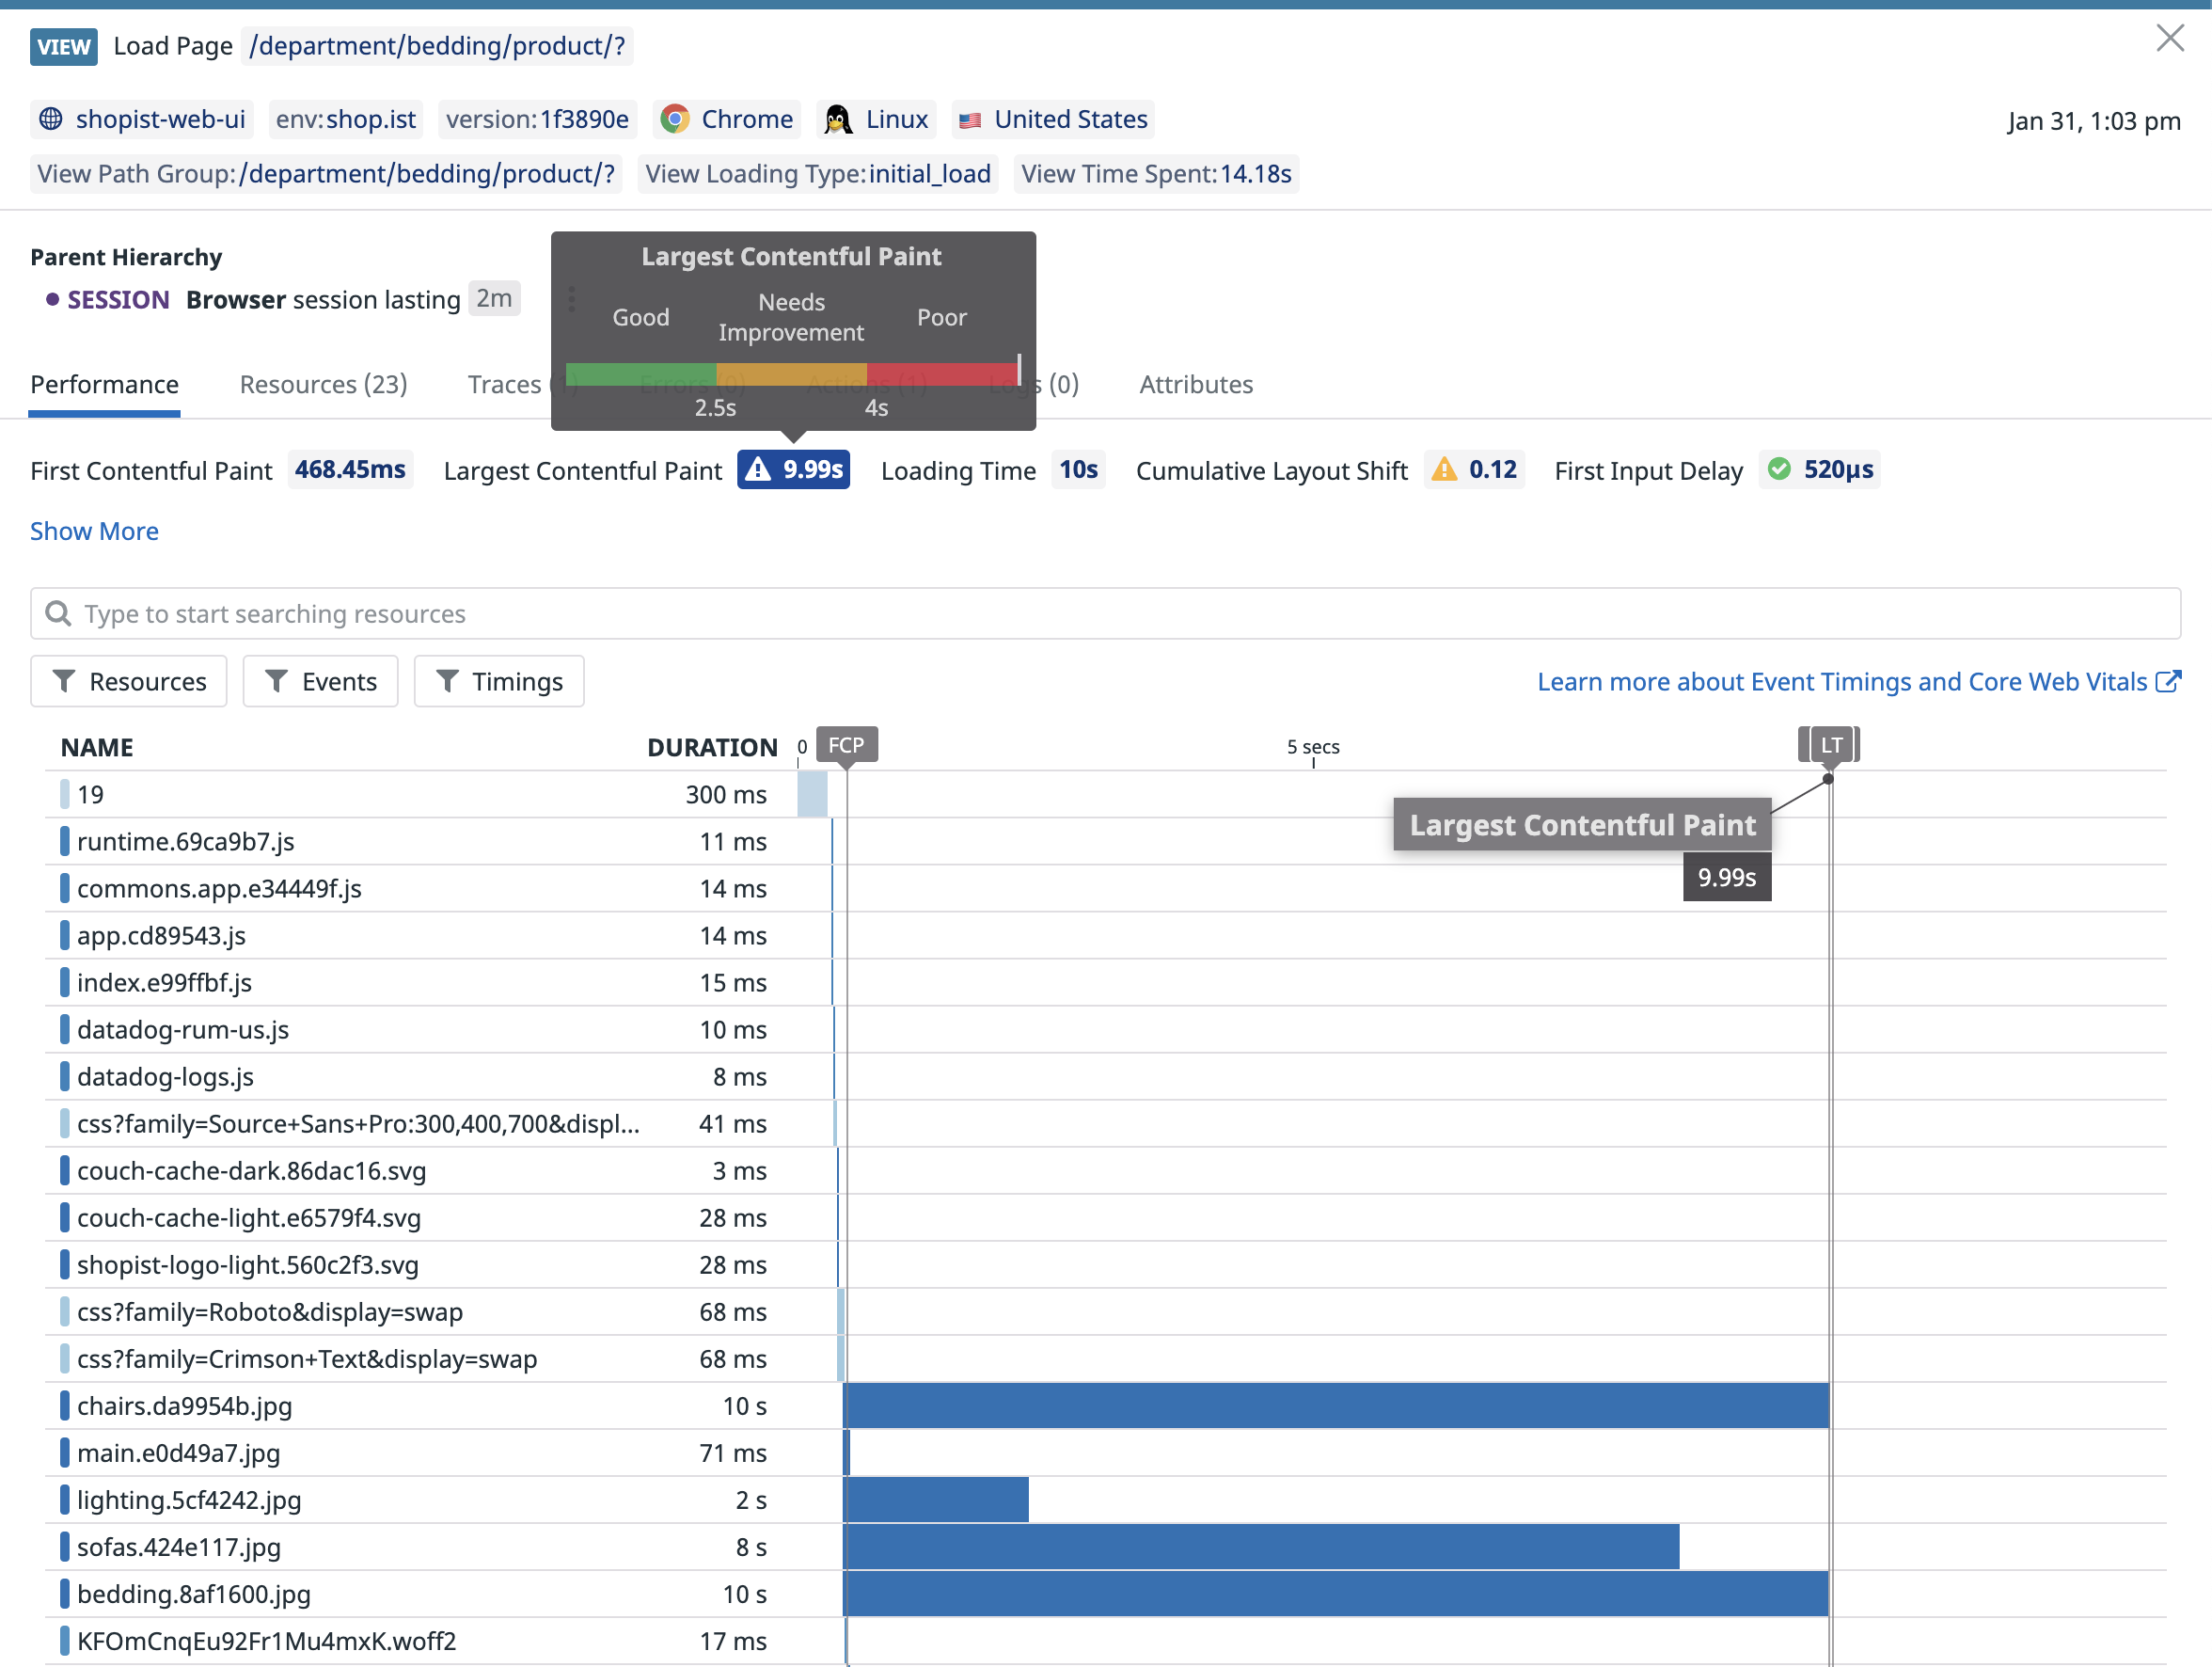 VIEW Load Page /department/bedding/product/?
shopist-web-ui env:shop.ist version:1f3890e Chrome Linux United States Jan 31, 1:03 pm
View Path Group:/department/bedding/product/? View Loading Type:initial_load View Time Spent:14.18s
Parent Hierarchy
SESSION Browser session lasting 2m
Largest Contentful Paint
Good Needs Improvement Poor
2.5s 4s
Performance Resources (23) Traces (1) Errors (0) Actions (1) Logs (0) Attributes
First Contentful Paint 468.45ms Largest Contentful Paint 9.99s Loading Time 10s Cumulative Layout Shift 0.12 First Input Delay 520µs
Show More
Type to start searching resources
Resources Events Timings Learn more about Event Timings and Core Web Vitals
NAME DURATION 0 FCP 5 secs LT
19 300 ms
Largest Contentful Paint
9.99s
runtime.69ca9b7.js 11 ms
commons.app.e34449f.js 14 ms
app.cd89543.js 14 ms
index.e99ffbf.js 15 ms
datadog-rum-us.js 10 ms
datadog-logs.js 8 ms
css?family=Source+Sans+Pro:300,400,700&displ... 41 ms
couch-cache-dark.86dac16.svg 3 ms
couch-cache-light.e6579f4.svg 28 ms
shopist-logo-light.560c2f3.svg 28 ms
css?family=Roboto&display=swap 68 ms
css?family=Crimson+Text&display=swap 68 ms
chairs.da9954b.jpg 10 s
main.e0d49a7.jpg 71 ms
lighting.5cf4242.jpg 2 s
sofas.424e117.jpg 8 s
bedding.8af1600.jpg 10 s
KFOmCnqEu92Fr1Mu4mxK.woff2 17 ms